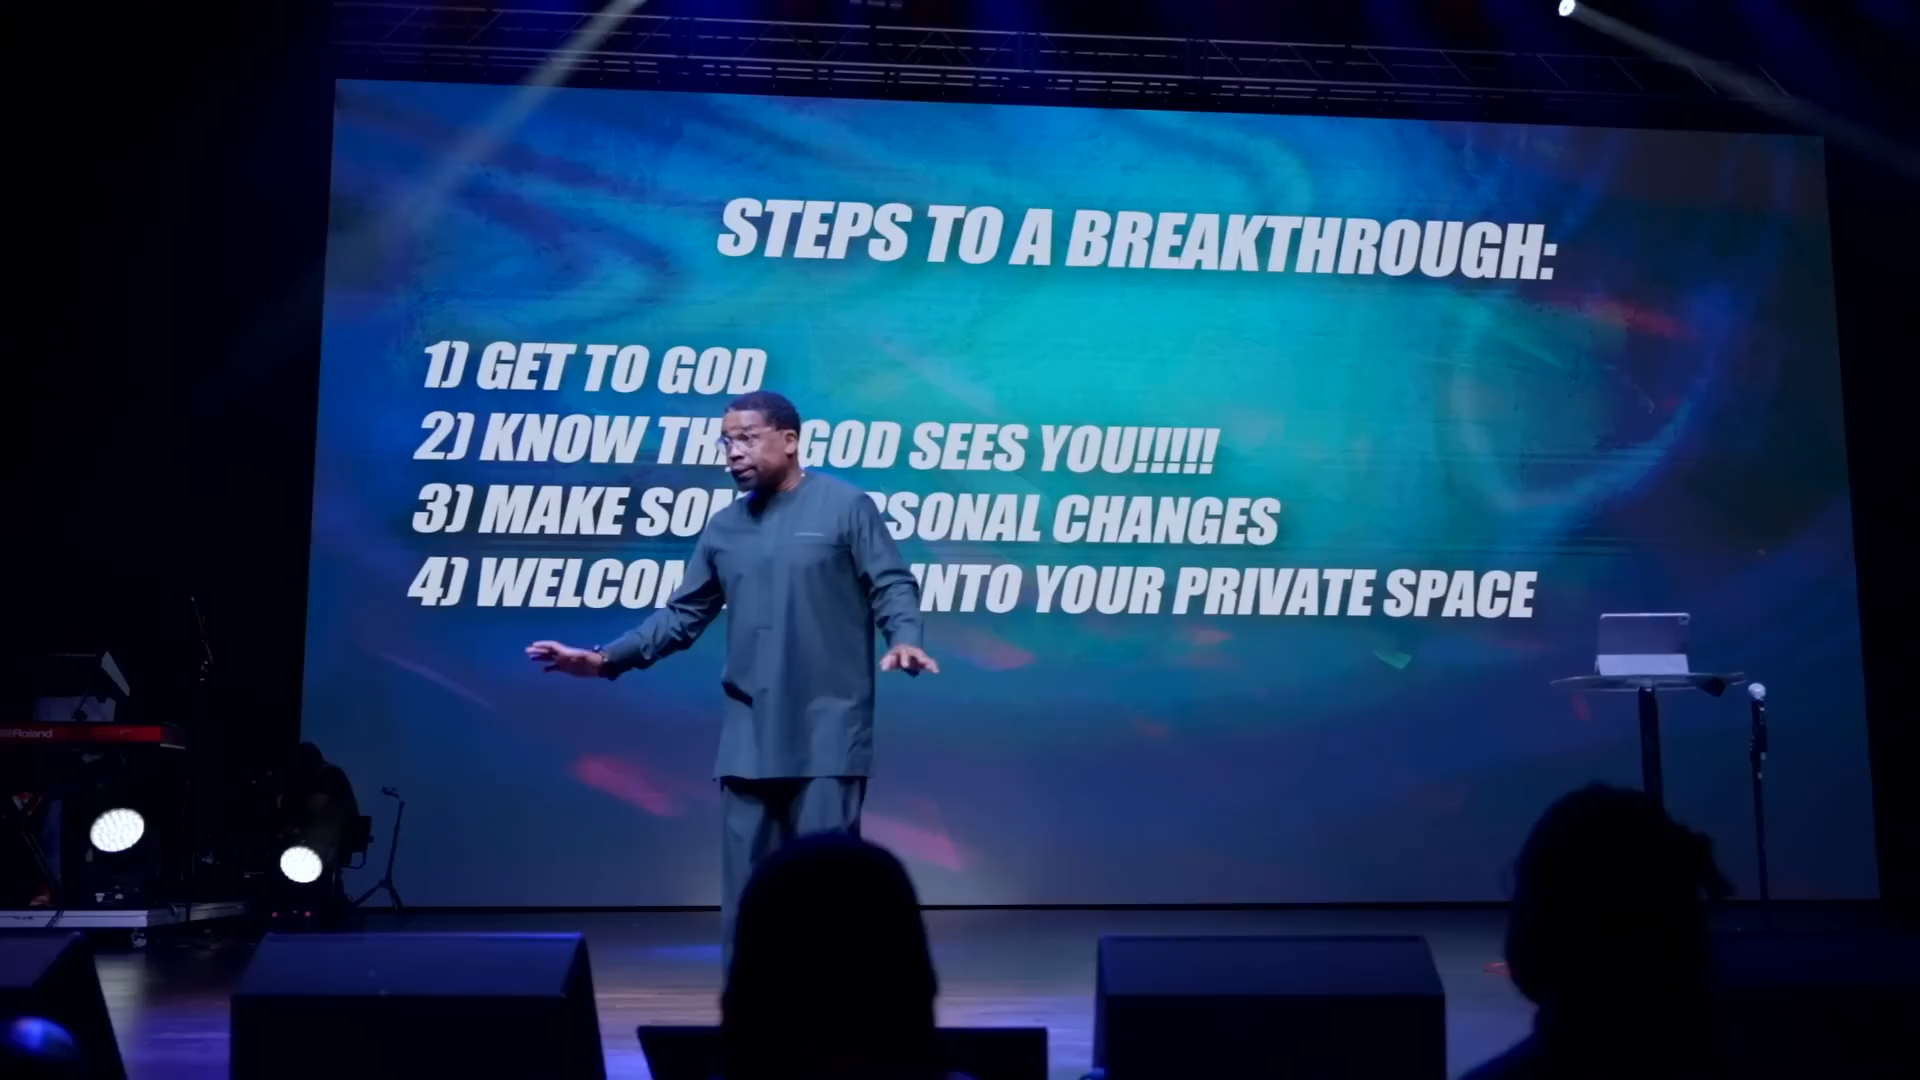 STEPS TO A BREAKTHROUGH:
1) GET TO GOD
2) KNOW GOD SEES YOU!!!!!
3) MAKE CHANGES
4) INTO YOUR PRIVATE SPACE
Roland